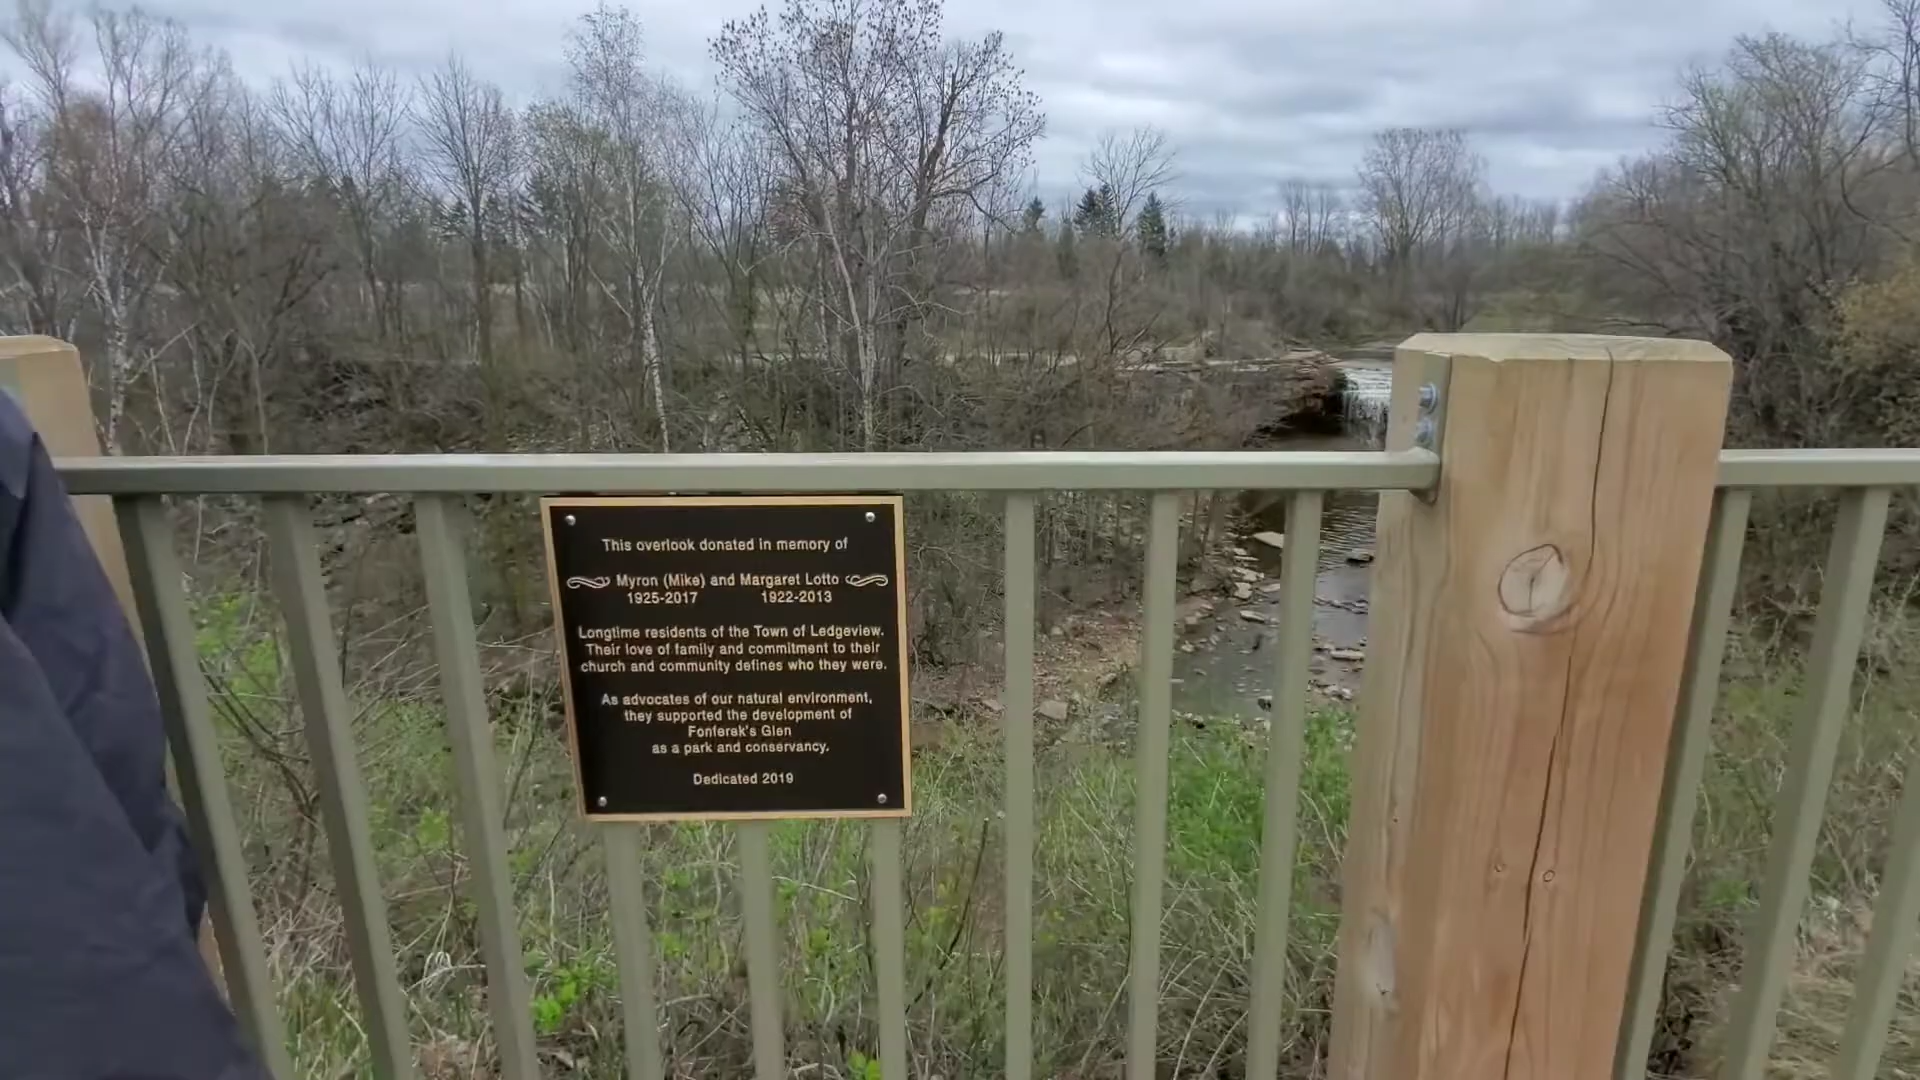 This overlook donated in memory of
Myron (Mike) and Margaret Lotto
1925-2017 1922-2013
Longtime residents of the Town of Ledgeview.
Their love of family and commitment to their
church and community defines who they were.
As advocates of our natural environment,
they supported the development of
Fonferek's Glen
as a park and conservancy.
Dedicated 2019